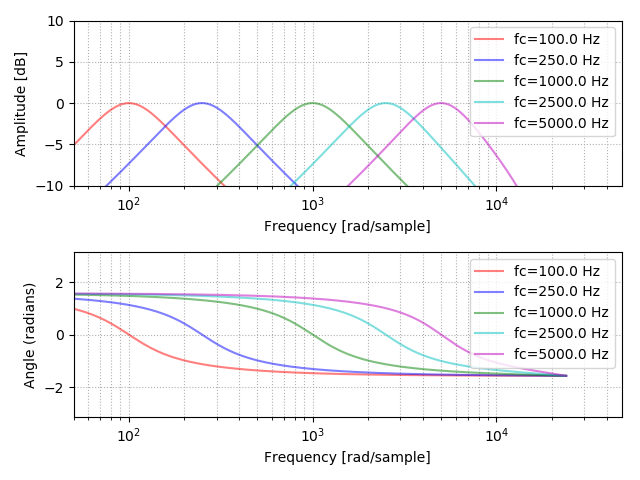 10
5
0
−5
−10
Amplitude [dB]
fc=100.0 Hz
fc=250.0 Hz
fc=1000.0 Hz
fc=2500.0 Hz
fc=5000.0 Hz
10²
10³
10⁴
Frequency [rad/sample]
2
0
−2
Angle (radians)
fc=100.0 Hz
fc=250.0 Hz
fc=1000.0 Hz
fc=2500.0 Hz
fc=5000.0 Hz
10²
10³
10⁴
Frequency [rad/sample]